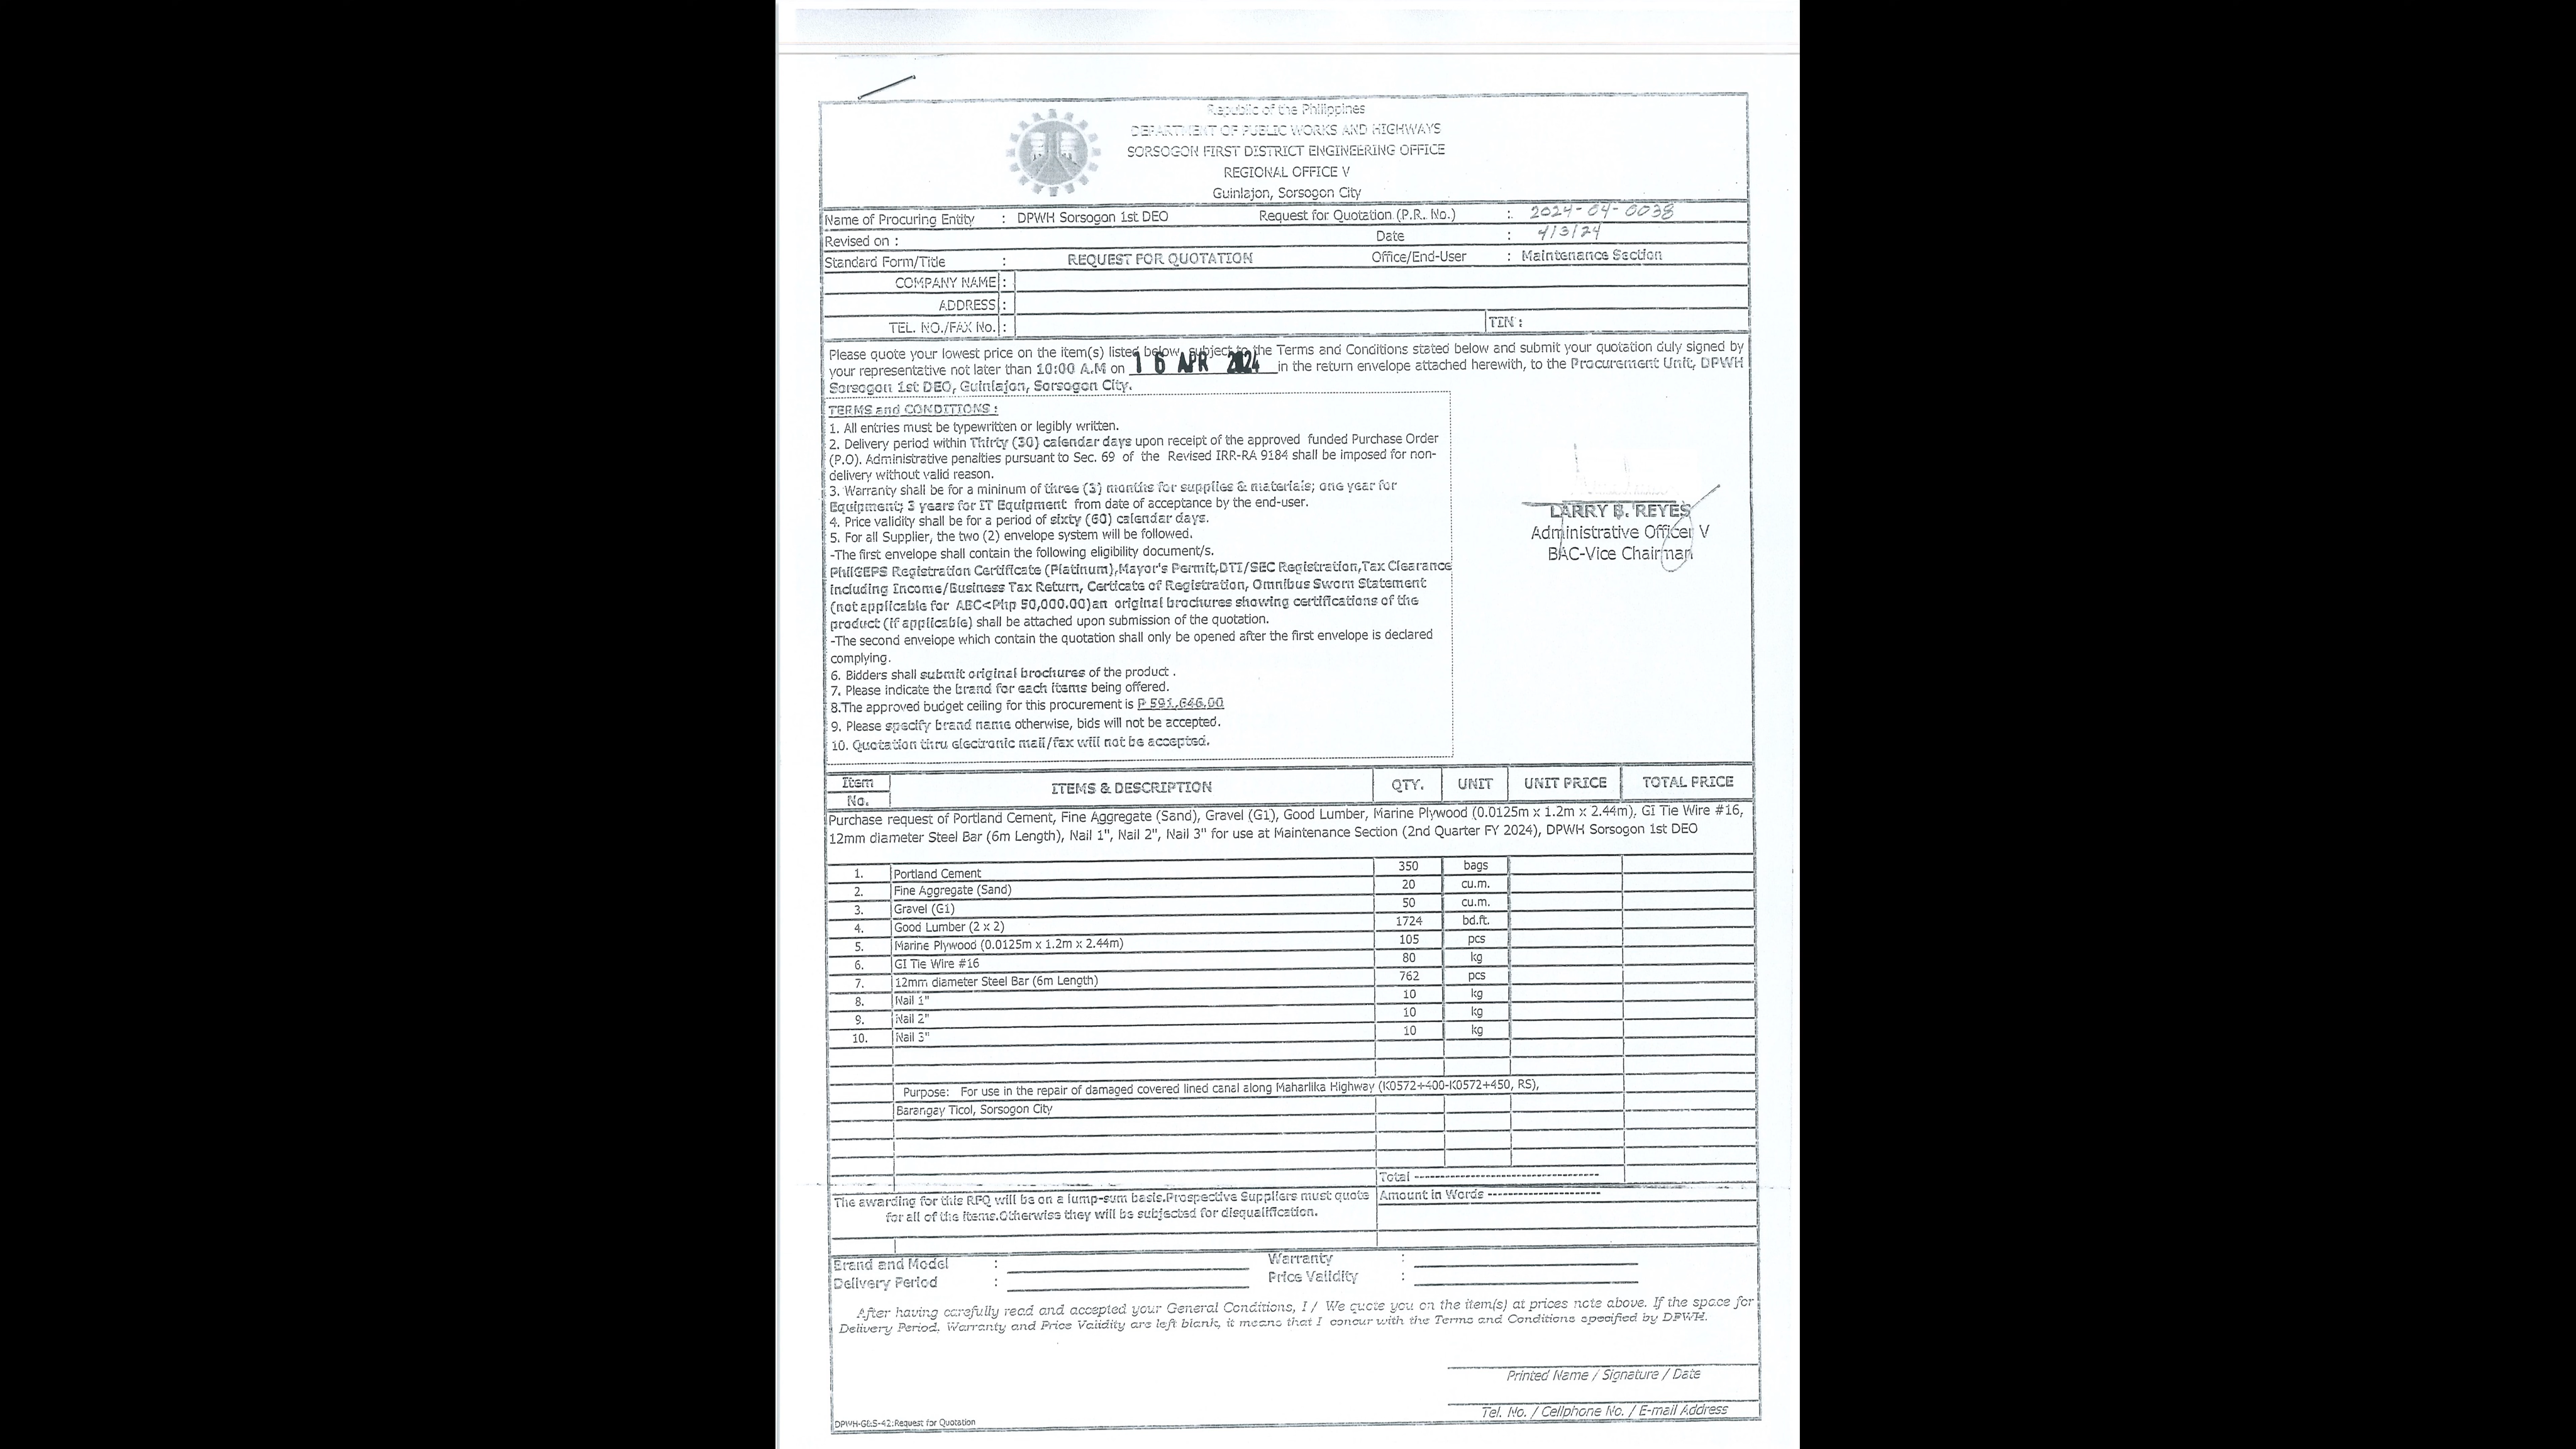 Republic of the Philippines
DEPARTMENT OF PUBLIC WORKS AND HIGHWAYS
SORSOGON FIRST DISTRICT ENGINEERING OFFICE
REGIONAL OFFICE V
Guinlajon, Sorsogon City
Name of Procuring Entity : DPWH Sorsogon 1st DEO Request for Quotation (P.R. No.) : 2024-04-0038
Revised on : Date : 4/3/24
Standard Form/Title : REQUEST FOR QUOTATION Office/End-User : Maintenance Section
COMPANY NAME :
ADDRESS :
TEL. NO./FAX No. : TIN :
Please quote your lowest price on the item(s) listed below, subject to the Terms and Conditions stated below and submit your quotation duly signed by
your representative not later than 10:00 A.M on 16 APR 2024 in the return envelope attached herewith, to the Procurement Unit, DPWH
Sorsogon 1st DEO, Guinlajon, Sorsogon City.
TERMS and CONDITIONS :
1. All entries must be typewritten or legibly written.
2. Delivery period within Thirty (30) calendar days upon receipt of the approved funded Purchase Order
(P.O). Administrative penalties pursuant to Sec. 69 of the Revised IRR-RA 9184 shall be imposed for non-
delivery without valid reason.
3. Warranty shall be for a mininum of three (3) months for supplies & materials; one year for
Equipment; 3 years for IT Equipment from date of acceptance by the end-user.
4. Price validity shall be for a period of sixty (60) calendar days.
5. For all Supplier, the two (2) envelope system will be followed.
-The first envelope shall contain the following eligibility document/s.
PhilGEPS Registration Certificate (Platinum),Mayor's Permit,DTI/SEC Registration,Tax Clearance
including Income/Business Tax Return, Certicate of Registration, Omnibus Sworn Statement
(not applicable for ABC<Php 50,000.00)an original brochures showing certifications of the
product (if applicable) shall be attached upon submission of the quotation.
-The second envelope which contain the quotation shall only be opened after the first envelope is declared
complying.
6. Bidders shall submit original brochures of the product .
7. Please indicate the brand for each items being offered.
8.The approved budget ceiling for this procurement is P 591,646.00
9. Please specify brand name otherwise, bids will not be accepted.
10. Quotation thru electronic mail/fax will not be accepted.
LARRY B. REYES
Administrative Officer V
BAC-Vice Chairman
Item No. ITEMS & DESCRIPTION QTY. UNIT UNIT PRICE TOTAL PRICE
Purchase request of Portland Cement, Fine Aggregate (Sand), Gravel (G1), Good Lumber, Marine Plywood (0.0125m x 1.2m x 2.44m), GI Tie Wire #16,
12mm diameter Steel Bar (6m Length), Nail 1", Nail 2", Nail 3" for use at Maintenance Section (2nd Quarter FY 2024), DPWH Sorsogon 1st DEO
1. Portland Cement 350 bags
2. Fine Aggregate (Sand) 20 cu.m.
3. Gravel (G1) 50 cu.m.
4. Good Lumber (2 x 2) 1724 bd.ft.
5. Marine Plywood (0.0125m x 1.2m x 2.44m) 105 pcs
6. GI Tie Wire #16 80 kg
7. 12mm diameter Steel Bar (6m Length) 762 pcs
8. Nail 1" 10 kg
9. Nail 2" 10 kg
10. Nail 3" 10 kg
Purpose: For use in the repair of damaged covered lined canal along Maharlika Highway (K0572+400-K0572+450, RS),
Barangay Ticol, Sorsogon City
Total -----------------------------------
The awarding for this RFQ will be on a lump-sum basis.Prospective Suppliers must quote
for all of the items.Otherwise they will be subjected for disqualification.
Amount in Words ---------------------
Brand and Model : Warranty :
Delivery Period : Price Validity :
After having carefully read and accepted your General Conditions, I / We quote you on the item(s) at prices note above. If the space for
Delivery Period, Warranty and Price Validity are left blank, it means that I concur with the Terms and Conditions specified by DPWH.
Printed Name / Signature / Date
Tel. No. / Cellphone No. / E-mail Address
DPWH-G&S-42:Request for Quotation